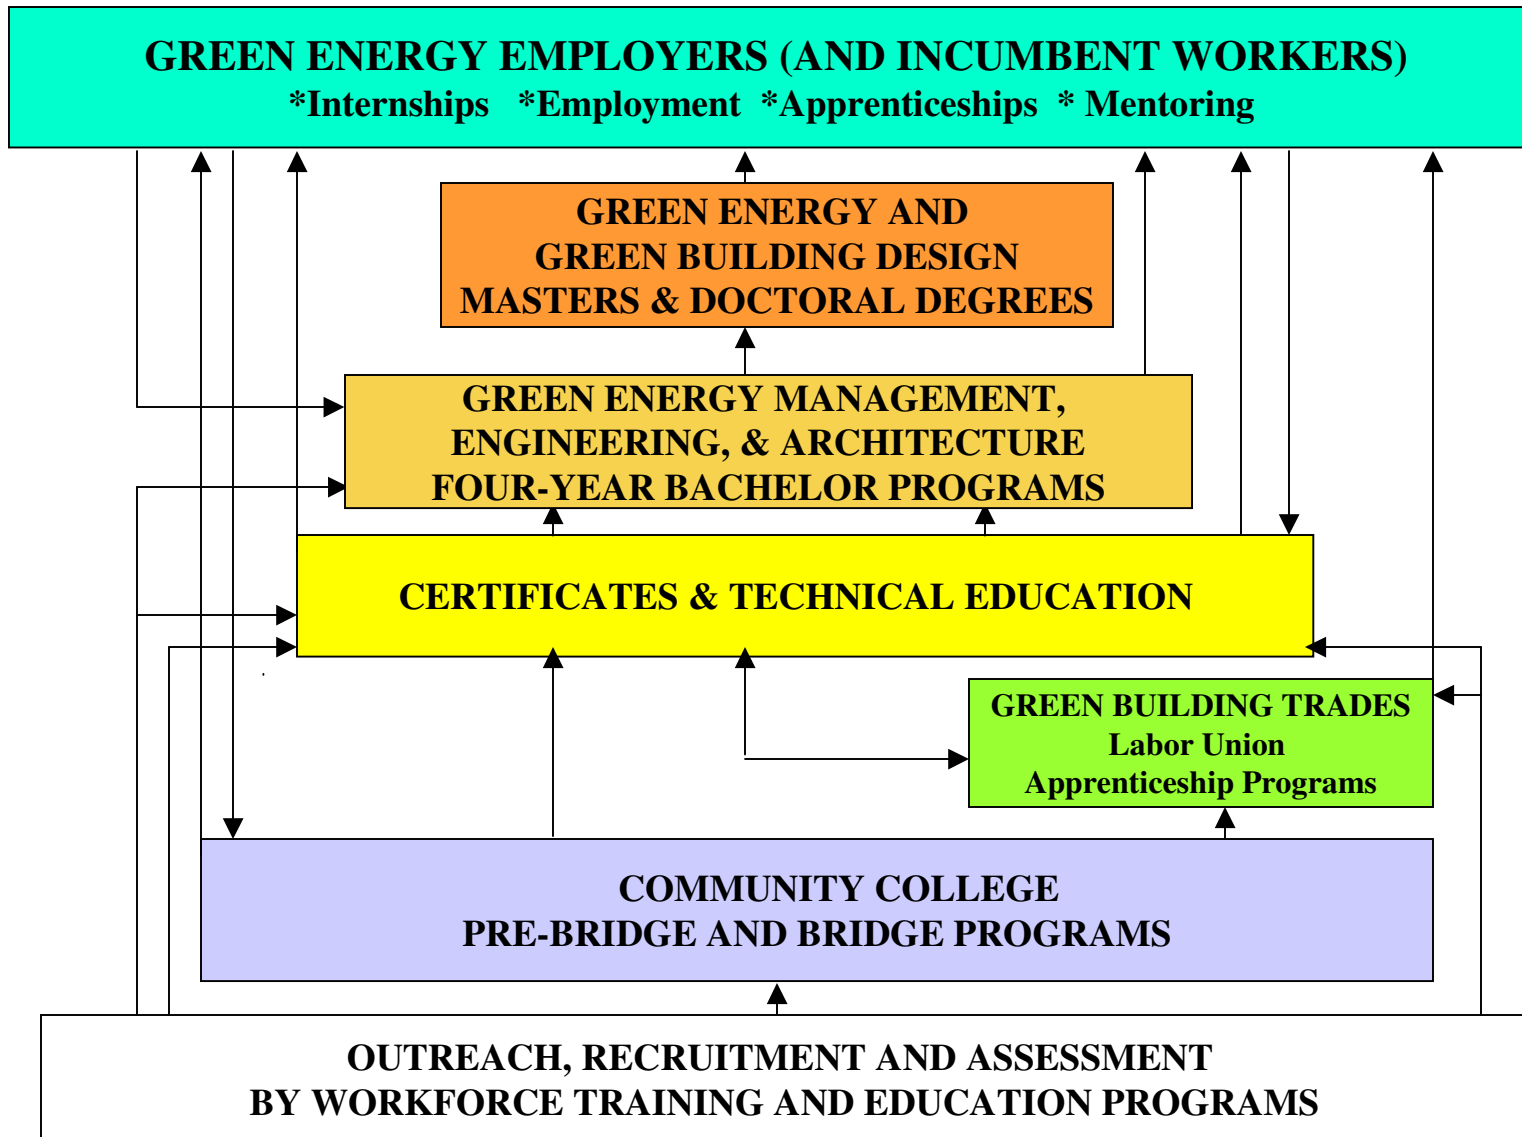 GREEN ENERGY EMPLOYERS (AND INCUMBENT WORKERS)
*Internships *Employment *Apprenticeships * Mentoring
GREEN ENERGY AND
GREEN BUILDING DESIGN
MASTERS & DOCTORAL DEGREES
GREEN ENERGY MANAGEMENT,
ENGINEERING, & ARCHITECTURE
FOUR-YEAR BACHELOR PROGRAMS
CERTIFICATES & TECHNICAL EDUCATION
GREEN BUILDING TRADES
Labor Union
Apprenticeship Programs
COMMUNITY COLLEGE
PRE-BRIDGE AND BRIDGE PROGRAMS
OUTREACH, RECRUITMENT AND ASSESSMENT
BY WORKFORCE TRAINING AND EDUCATION PROGRAMS